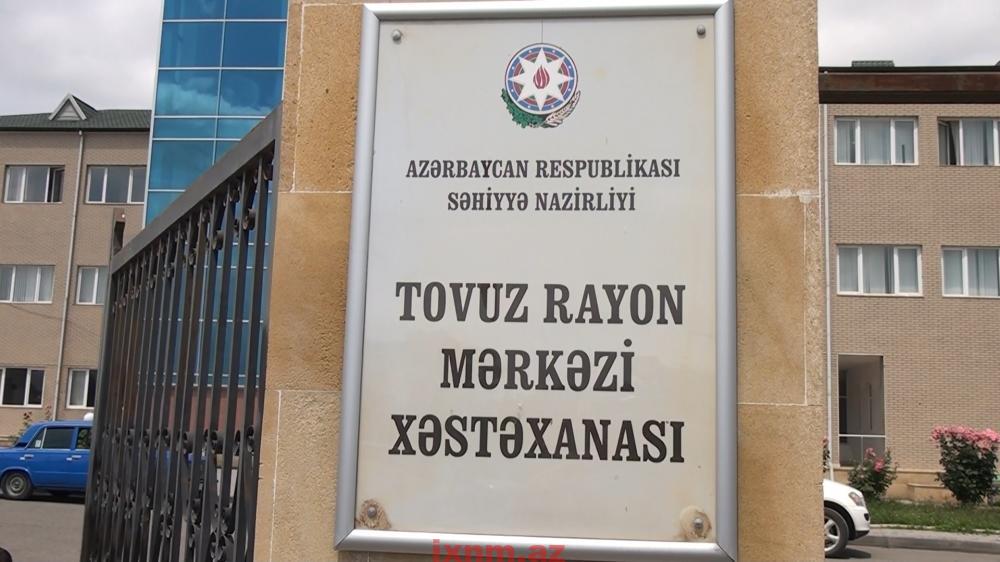 AZƏRBAYCAN RESPUBLİKASI
SƏHİYYƏ NAZİRLİYİ
TOVUZ RAYON
MƏRKƏZİ
XƏSTƏXANASI
ixnm.az